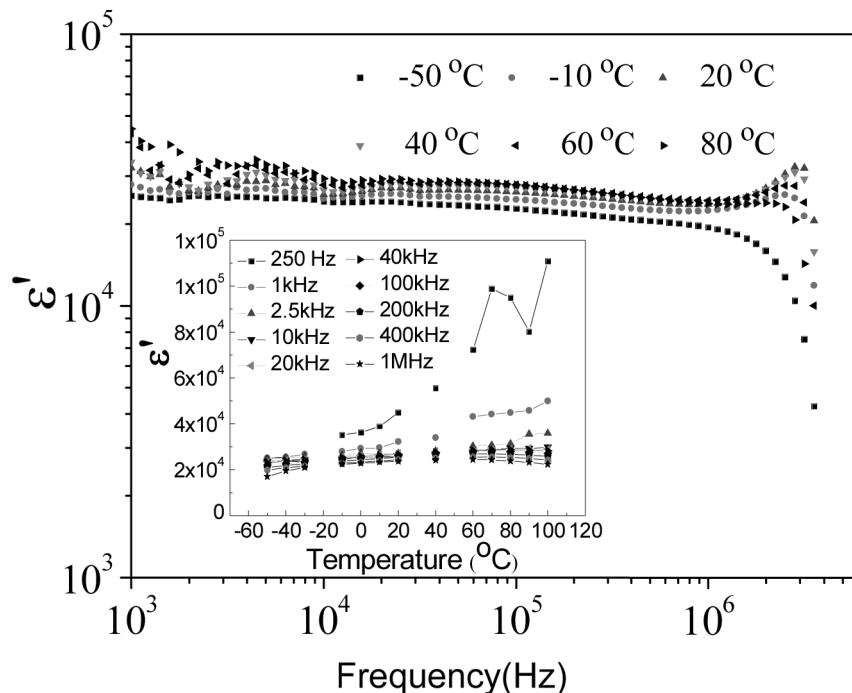 10^5
-50 °C -10 °C 20 °C
40 °C 60 °C 80 °C
ε'
10^4
10^3
1x10^5
1x10^5
8x10^4
6x10^4
4x10^4
2x10^4
0
ε'
250 Hz 40kHz
1kHz 100kHz
2.5kHz 200kHz
10kHz 400kHz
20kHz 1MHz
-60 -40 -20 0 20 40 60 80 100 120
Temperature (°C)
10^3 10^4 10^5 10^6
Frequency(Hz)